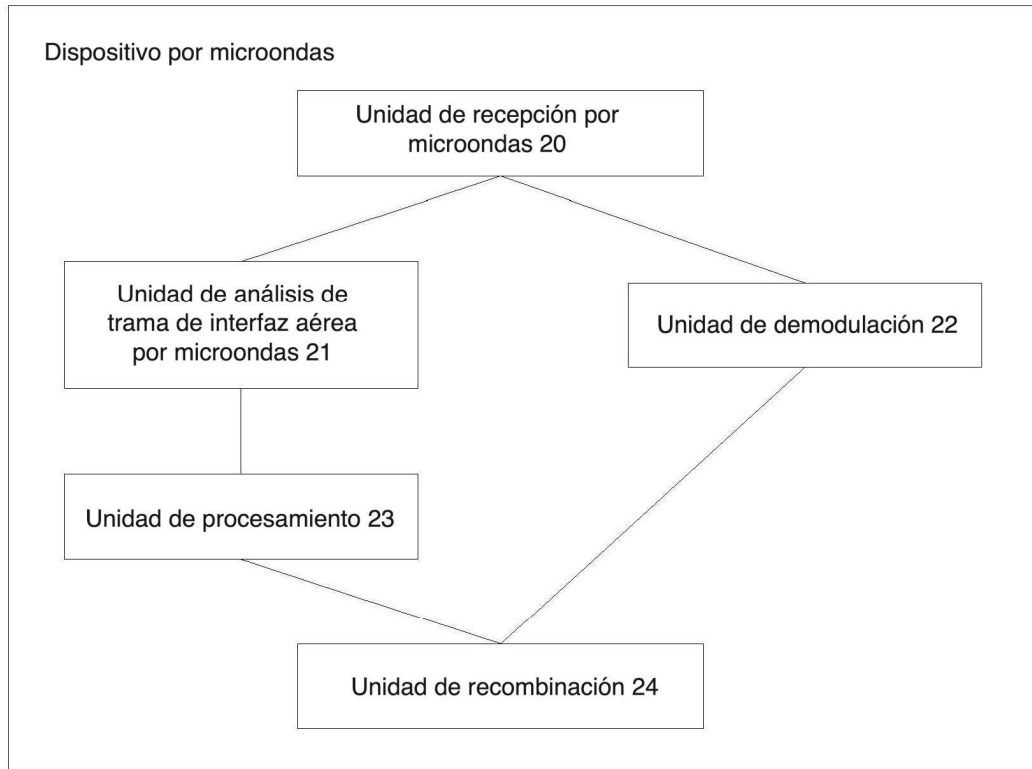 Dispositivo por microondas
Unidad de recepción por
microondas 20
Unidad de análisis de
trama de interfaz aérea
por microondas 21
Unidad de demodulación 22
Unidad de procesamiento 23
Unidad de recombinación 24